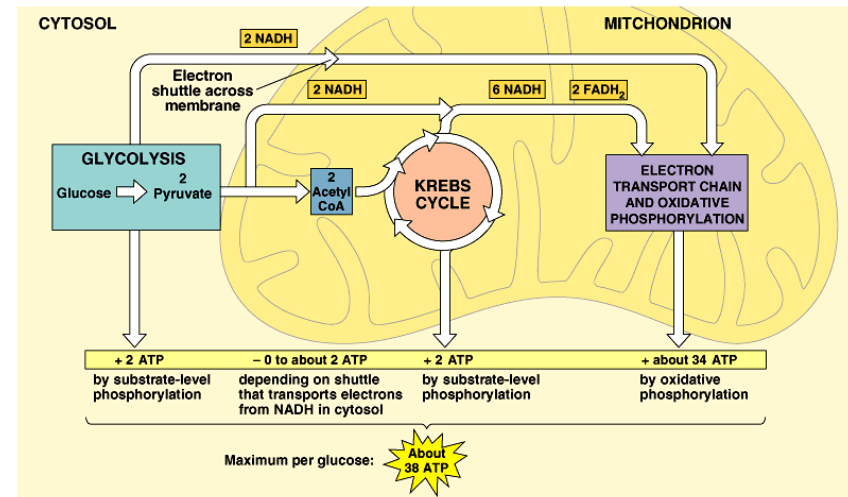 CYTOSOL
MITCHONDRION
2 NADH
Electron
shuttle across
membrane
2 NADH
6 NADH
2 FADH₂
GLYCOLYSIS
Glucose
2
Pyruvate
2
Acetyl
CoA
KREBS
CYCLE
ELECTRON
TRANSPORT CHAIN
AND OXIDATIVE
PHOSPHORYLATION
+ 2 ATP
by substrate-level
phosphorylation
– 0 to about 2 ATP
depending on shuttle
that transports electrons
from NADH in cytosol
+ 2 ATP
by substrate-level
phosphorylation
+ about 34 ATP
by oxidative
phosphorylation
Maximum per glucose:
About
38 ATP